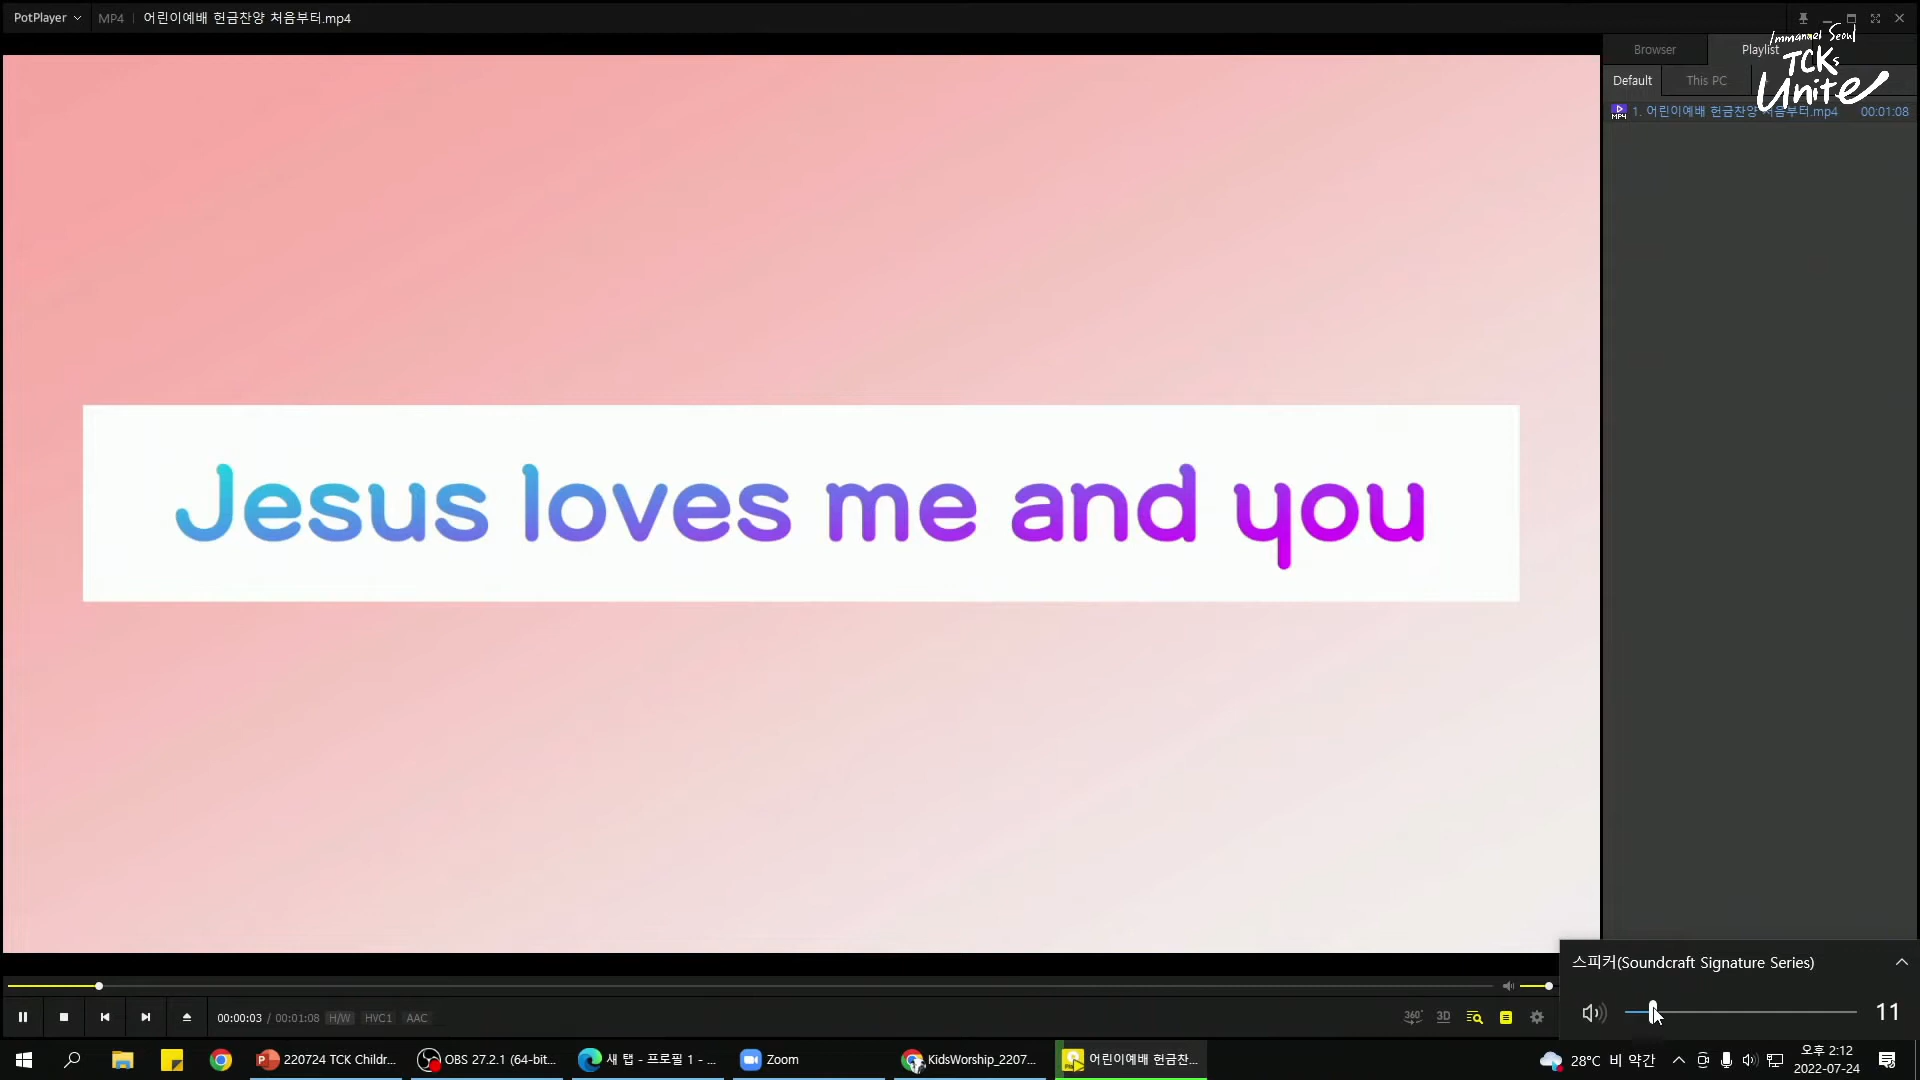 PotPlayer
MP4
어린이예배 헌금찬양 처음부터.mp4
Immanuel Seoul
TCKs
Unite
Browser
Playlist
Default
This PC
1. 어린이예배 헌금찬양 처음부터.mp4
00:01:08
Jesus loves me and you
스피커(Soundcraft Signature Series)
11
00:00:03 / 00:01:08
H/W
HVC1
AAC
360°
3D
220724 TCK Childr...
OBS 27.2.1 (64-bit...
새 탭 - 프로필 1 - ...
Zoom
KidsWorship_2207...
어린이예배 헌금찬...
28°C 비 약간
오후 2:12
2022-07-24